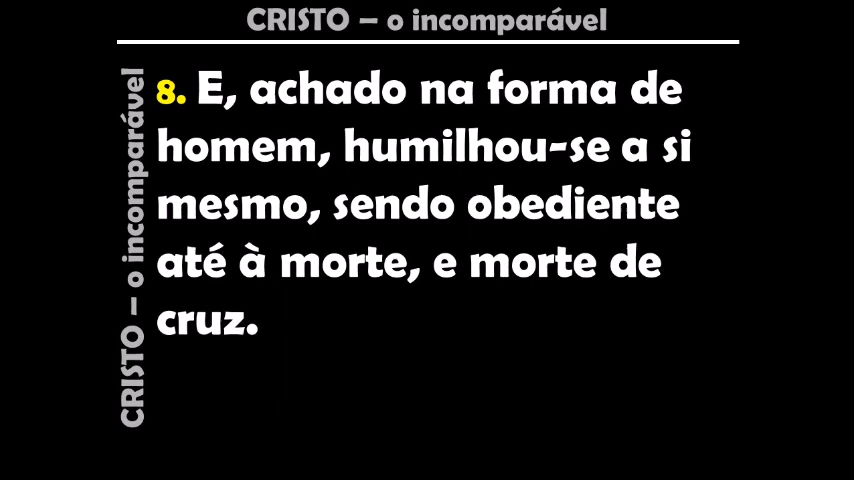 CRISTO – o incomparável
CRISTO – o incomparável
8. E, achado na forma de
homem, humilhou-se a si
mesmo, sendo obediente
até à morte, e morte de
cruz.